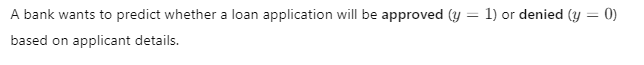 A bank wants to predict whether a loan application will be approved (y = 1) or denied (y = 0)
based on applicant details.